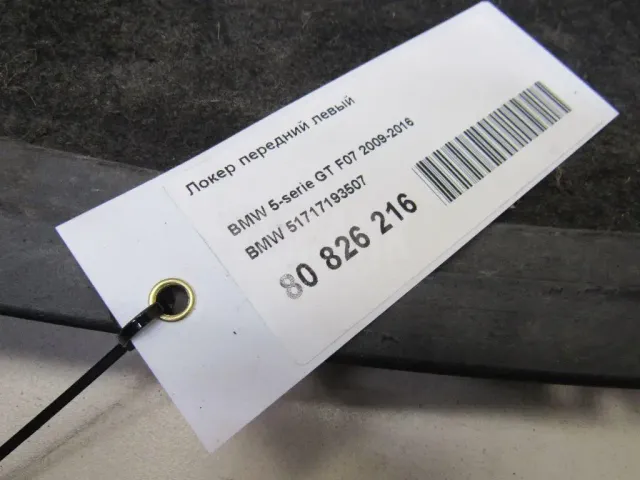 Локер передний левый
BMW 5-serie GT F07 2009-2016
BMW 51717193507
80 826 216